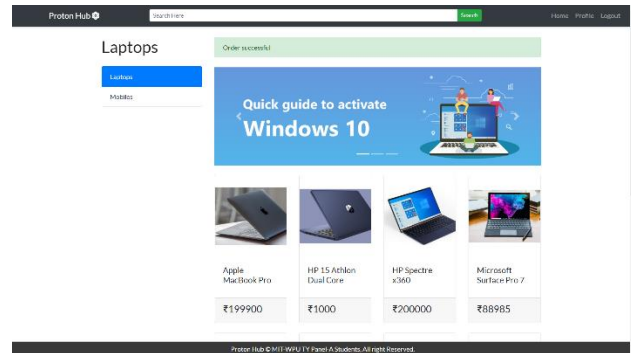 Proton Hub
Search Here
Search
Home Profile Logout
Laptops
Order successful
Laptops
Mobiles
Quick guide to activate
Windows 10
Apple
MacBook Pro
HP 15 Athlon
Dual Core
HP Spectre
x360
Microsoft
Surface Pro 7
₹199900
₹1000
₹200000
₹88985
Proton Hub © MIT-WPU TY Panel-A Students. All right Reserved.